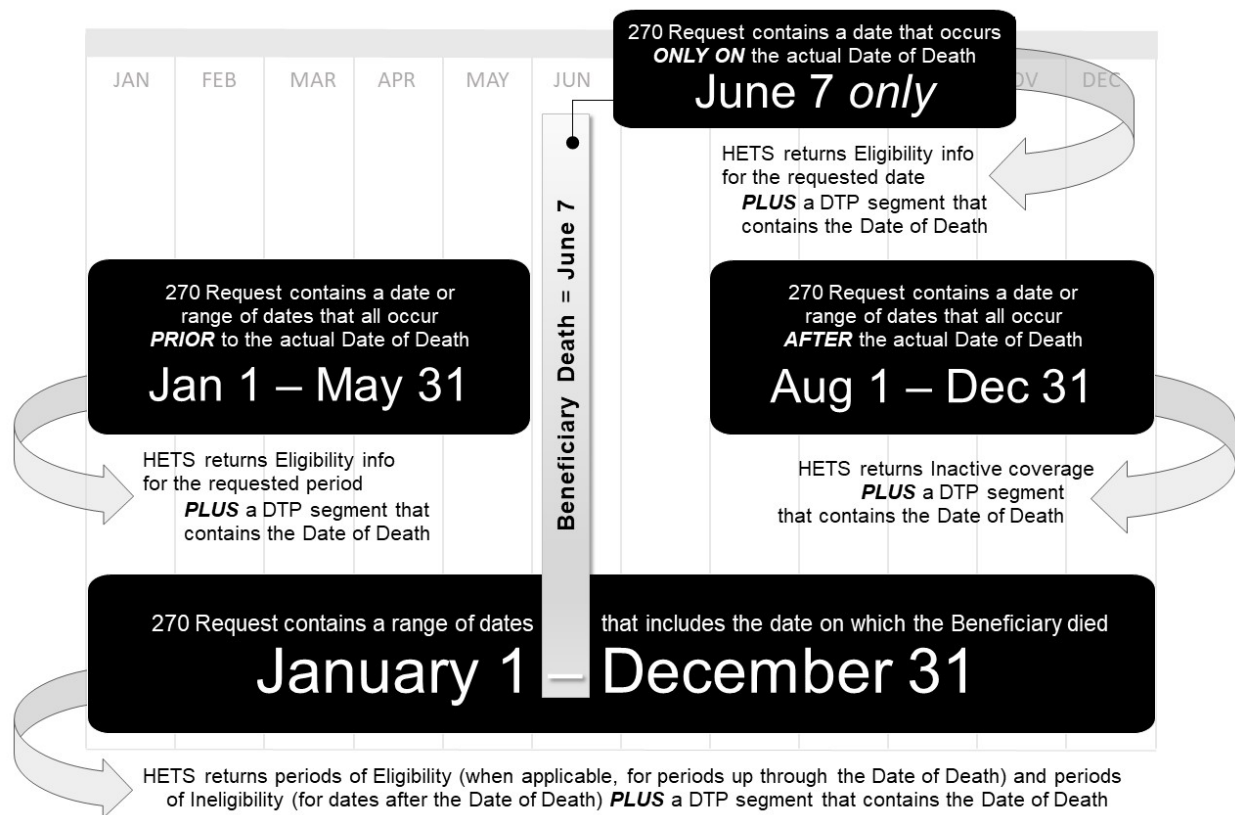 JAN FEB MAR APR MAY JUN OV DEC
270 Request contains a date that occurs
ONLY ON the actual Date of Death
June 7 only
HETS returns Eligibility info
for the requested date
PLUS a DTP segment that
contains the Date of Death
Beneficiary Death = June 7
270 Request contains a date or
range of dates that all occur
PRIOR to the actual Date of Death
Jan 1 – May 31
HETS returns Eligibility info
for the requested period
PLUS a DTP segment that
contains the Date of Death
270 Request contains a date or
range of dates that all occur
AFTER the actual Date of Death
Aug 1 – Dec 31
HETS returns Inactive coverage
PLUS a DTP segment
that contains the Date of Death
270 Request contains a range of dates that includes the date on which the Beneficiary died
January 1 – December 31
HETS returns periods of Eligibility (when applicable, for periods up through the Date of Death) and periods
of Ineligibility (for dates after the Date of Death) PLUS a DTP segment that contains the Date of Death